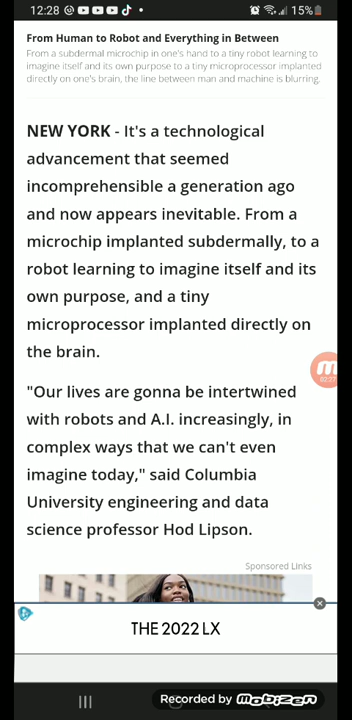 12:28
15%
From Human to Robot and Everything in Between
From a subdermal microchip in one's hand to a tiny robot learning to
imagine itself and its own purpose to a tiny microprocessor implanted
directly on one's brain, the line between man and machine is blurring.
NEW YORK - It's a technological
advancement that seemed
incomprehensible a generation ago
and now appears inevitable. From a
microchip implanted subdermally, to a
robot learning to imagine itself and its
own purpose, and a tiny
microprocessor implanted directly on
the brain.
02:27
"Our lives are gonna be intertwined
with robots and A.I. increasingly, in
complex ways that we can't even
imagine today," said Columbia
University engineering and data
science professor Hod Lipson.
Sponsored Links
THE 2022 LX
Recorded by mobizen